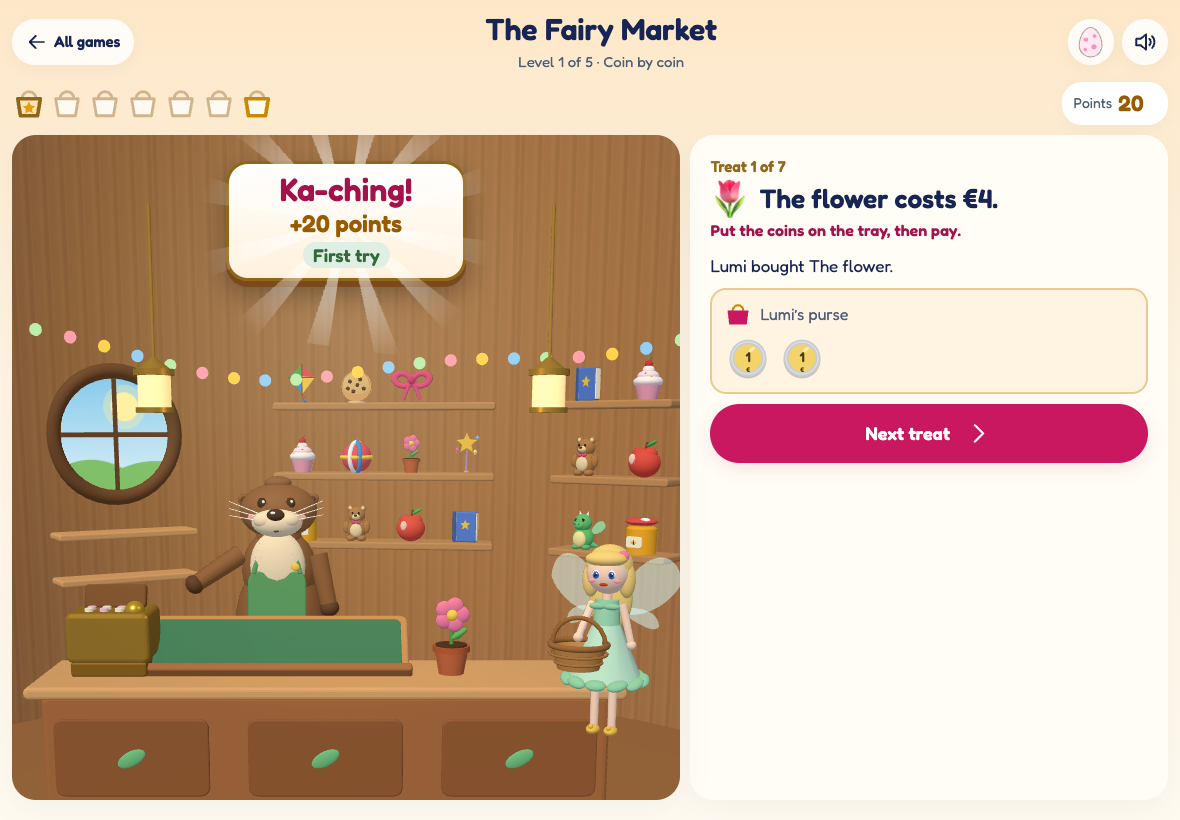 All games
The Fairy Market
Level 1 of 5 · Coin by coin
Points 20
Ka-ching!
+20 points
First try
Treat 1 of 7
The flower costs €4.
Put the coins on the tray, then pay.
Lumi bought The flower.
Lumi's purse
1 €
1 €
Next treat